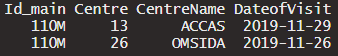 Id_main Centre CentreName DateofVisit
110M 13 ACCAS 2019-11-29
110M 26 OMSIDA 2019-11-26